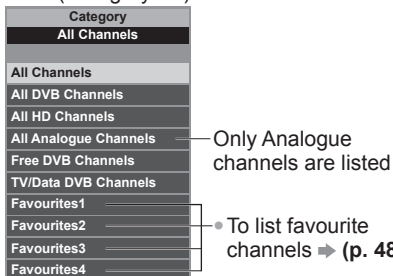 Category
All Channels
All Channels
All DVB Channels
All HD Channels
All Analogue Channels
Only Analogue
channels are listed
Free DVB Channels
TV/Data DVB Channels
Favourites1
Favourites2
Favourites3
Favourites4
To list favourite
channels ➡ (p. 48